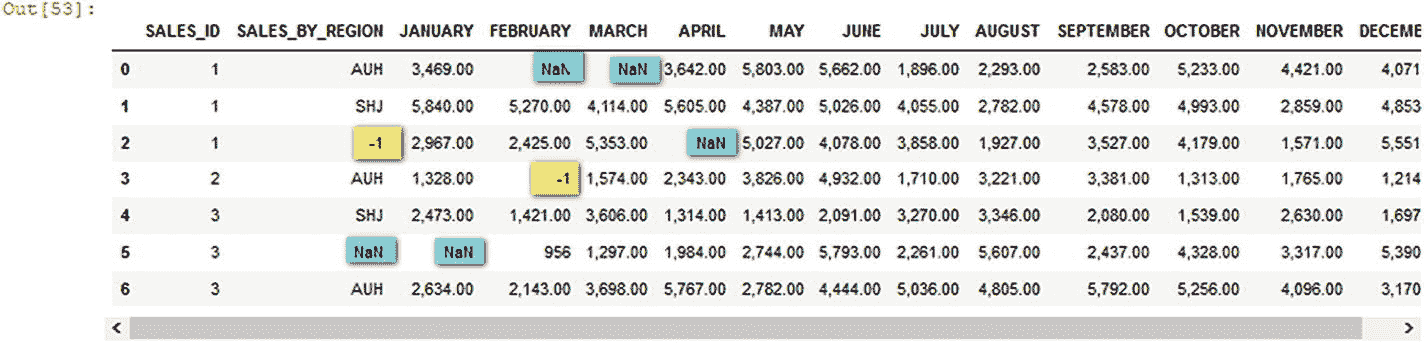 Out[53]:
SALES_ID SALES_BY_REGION JANUARY FEBRUARY MARCH APRIL MAY JUNE JULY AUGUST SEPTEMBER OCTOBER NOVEMBER DECEME
0 1 AUH 3,469.00 NaN NaN 3,642.00 5,803.00 5,662.00 1,896.00 2,293.00 2,583.00 5,233.00 4,421.00 4,071
1 1 SHJ 5,840.00 5,270.00 4,114.00 5,605.00 4,387.00 5,026.00 4,055.00 2,782.00 4,578.00 4,993.00 2,859.00 4,853
2 1 -1 2,967.00 2,425.00 5,353.00 NaN 5,027.00 4,078.00 3,858.00 1,927.00 3,527.00 4,179.00 1,571.00 5,551
3 2 AUH 1,328.00 -1 1,574.00 2,343.00 3,826.00 4,932.00 1,710.00 3,221.00 3,381.00 1,313.00 1,765.00 1,214
4 3 SHJ 2,473.00 1,421.00 3,606.00 1,314.00 1,413.00 2,091.00 3,270.00 3,346.00 2,080.00 1,539.00 2,630.00 1,697
5 3 NaN NaN 956 1,297.00 1,984.00 2,744.00 5,793.00 2,261.00 5,607.00 2,437.00 4,328.00 3,317.00 5,390
6 3 AUH 2,634.00 2,143.00 3,698.00 5,767.00 2,782.00 4,444.00 5,036.00 4,805.00 5,792.00 5,256.00 4,096.00 3,170